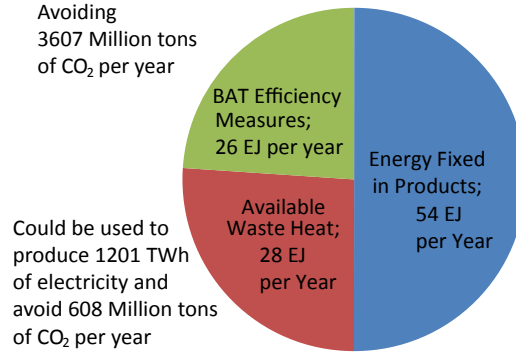 Avoiding
3607 Million tons
of CO₂ per year
BAT Efficiency
Measures;
26 EJ per year
Energy Fixed
in Products;
54 EJ
per Year
Available
Waste Heat;
28 EJ
per Year
Could be used to
produce 1201 TWh
of electricity and
avoid 608 Million tons
of CO₂ per year